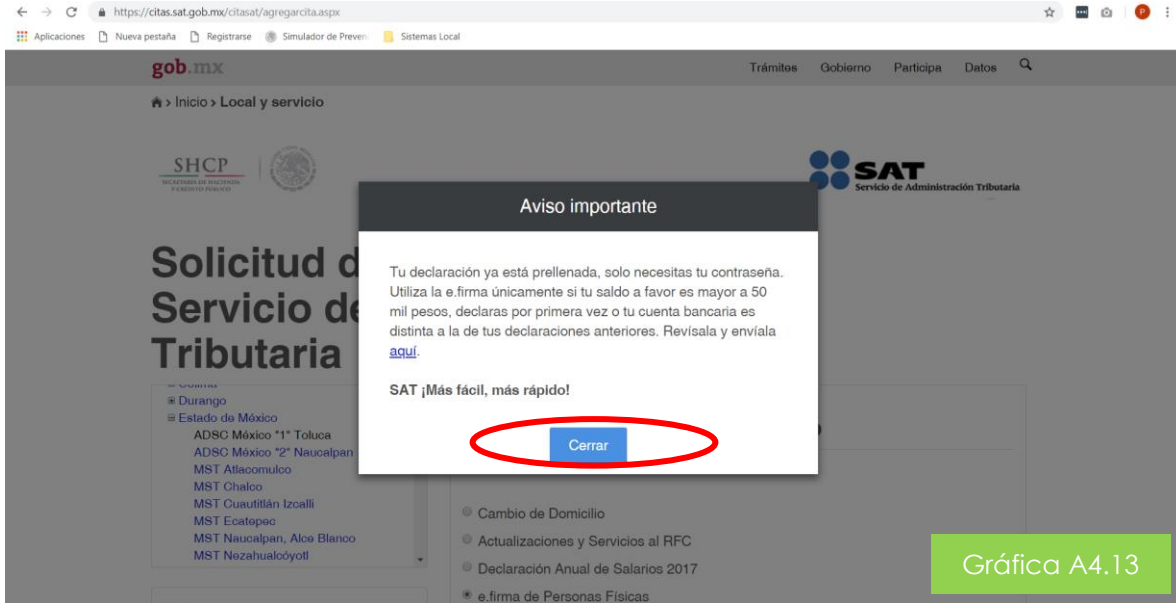 https://citas.sat.gob.mx/citasat/agregarcita.aspx
Aplicaciones Nueva pestaña Registrarse Simulador de Preven Sistemas Local
gob.mx Trámites Gobierno Participa Datos
> Inicio > Local y servicio
SHCP
SECRETARÍA DE HACIENDA
Y CRÉDITO PÚBLICO
SAT
Servicio de Administración Tributaria
Aviso importante
Tu declaración ya está prellenada, solo necesitas tu contraseña.
Utiliza la e.firma únicamente si tu saldo a favor es mayor a 50
mil pesos, declaras por primera vez o tu cuenta bancaria es
distinta a la de tus declaraciones anteriores. Revísala y envíala
aquí.
SAT ¡Más fácil, más rápido!
Cerrar
Solicitud d
Servicio de
Tributaria
Durango
Estado de México
ADSC México "1" Toluca
ADSC México "2" Naucalpan
MST Atlacomulco
MST Chalco
MST Cuautitlán Izcalli
MST Ecatepec
MST Naucalpan, Alce Blanco
MST Nezahualcóyotl
Cambio de Domicilio
Actualizaciones y Servicios al RFC
Declaración Anual de Salarios 2017
e.firma de Personas Físicas
Gráfica A4.13